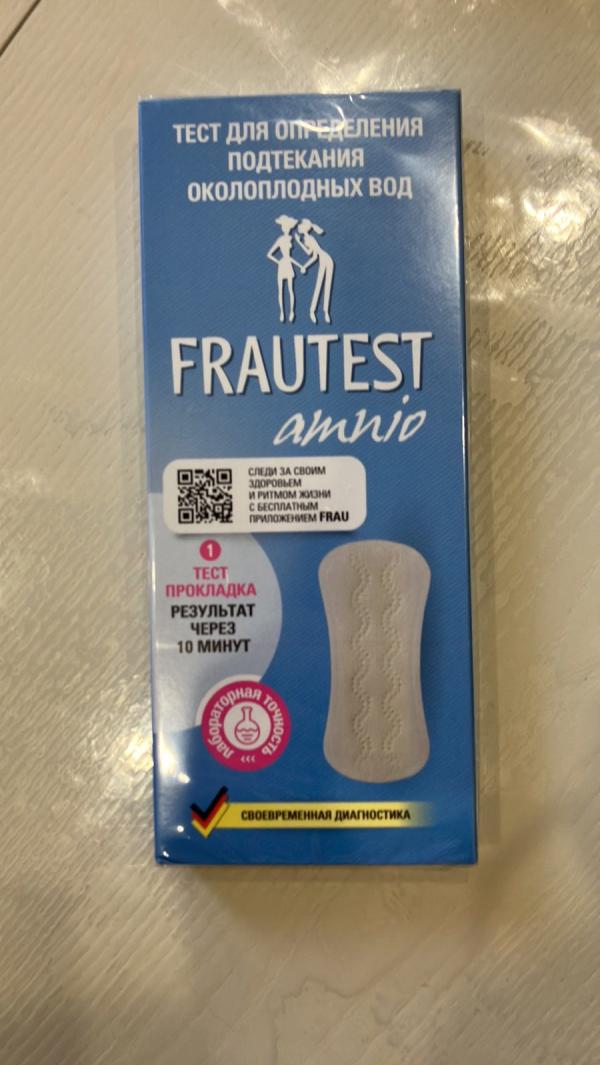 ТЕСТ ДЛЯ ОПРЕДЕЛЕНИЯ
ПОДТЕКАНИЯ
ОКОЛОПЛОДНЫХ ВОД
FRAUTEST
amnio
СЛЕДИ ЗА СВОИМ
ЗДОРОВЬЕМ
И РИТМОМ ЖИЗНИ
С БЕСПЛАТНЫМ
ПРИЛОЖЕНИЕМ FRAU
1
ТЕСТ
ПРОКЛАДКА
РЕЗУЛЬТАТ
ЧЕРЕЗ
10 МИНУТ
лабораторная точность
<<<
СВОЕВРЕМЕННАЯ ДИАГНОСТИКА